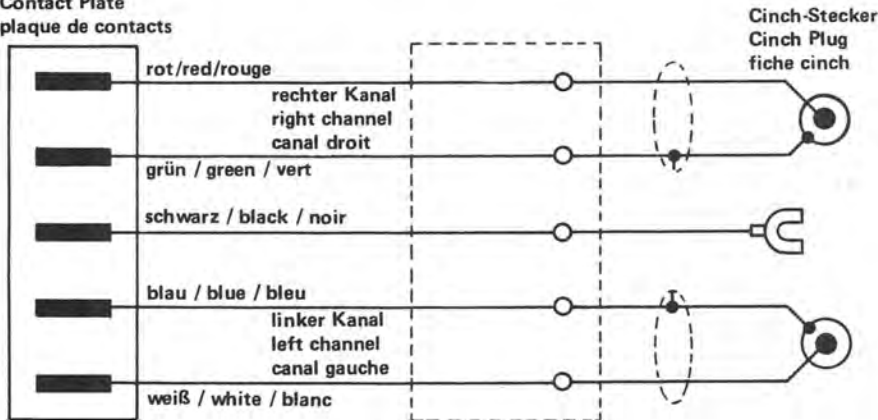 Contact Plate
plaque de contacts
Cinch-Stecker
Cinch Plug
fiche cinch
rot/red/rouge
rechter Kanal
right channel
canal droit
grün / green / vert
schwarz / black / noir
blau / blue / bleu
linker Kanal
left channel
canal gauche
weiß / white / blanc